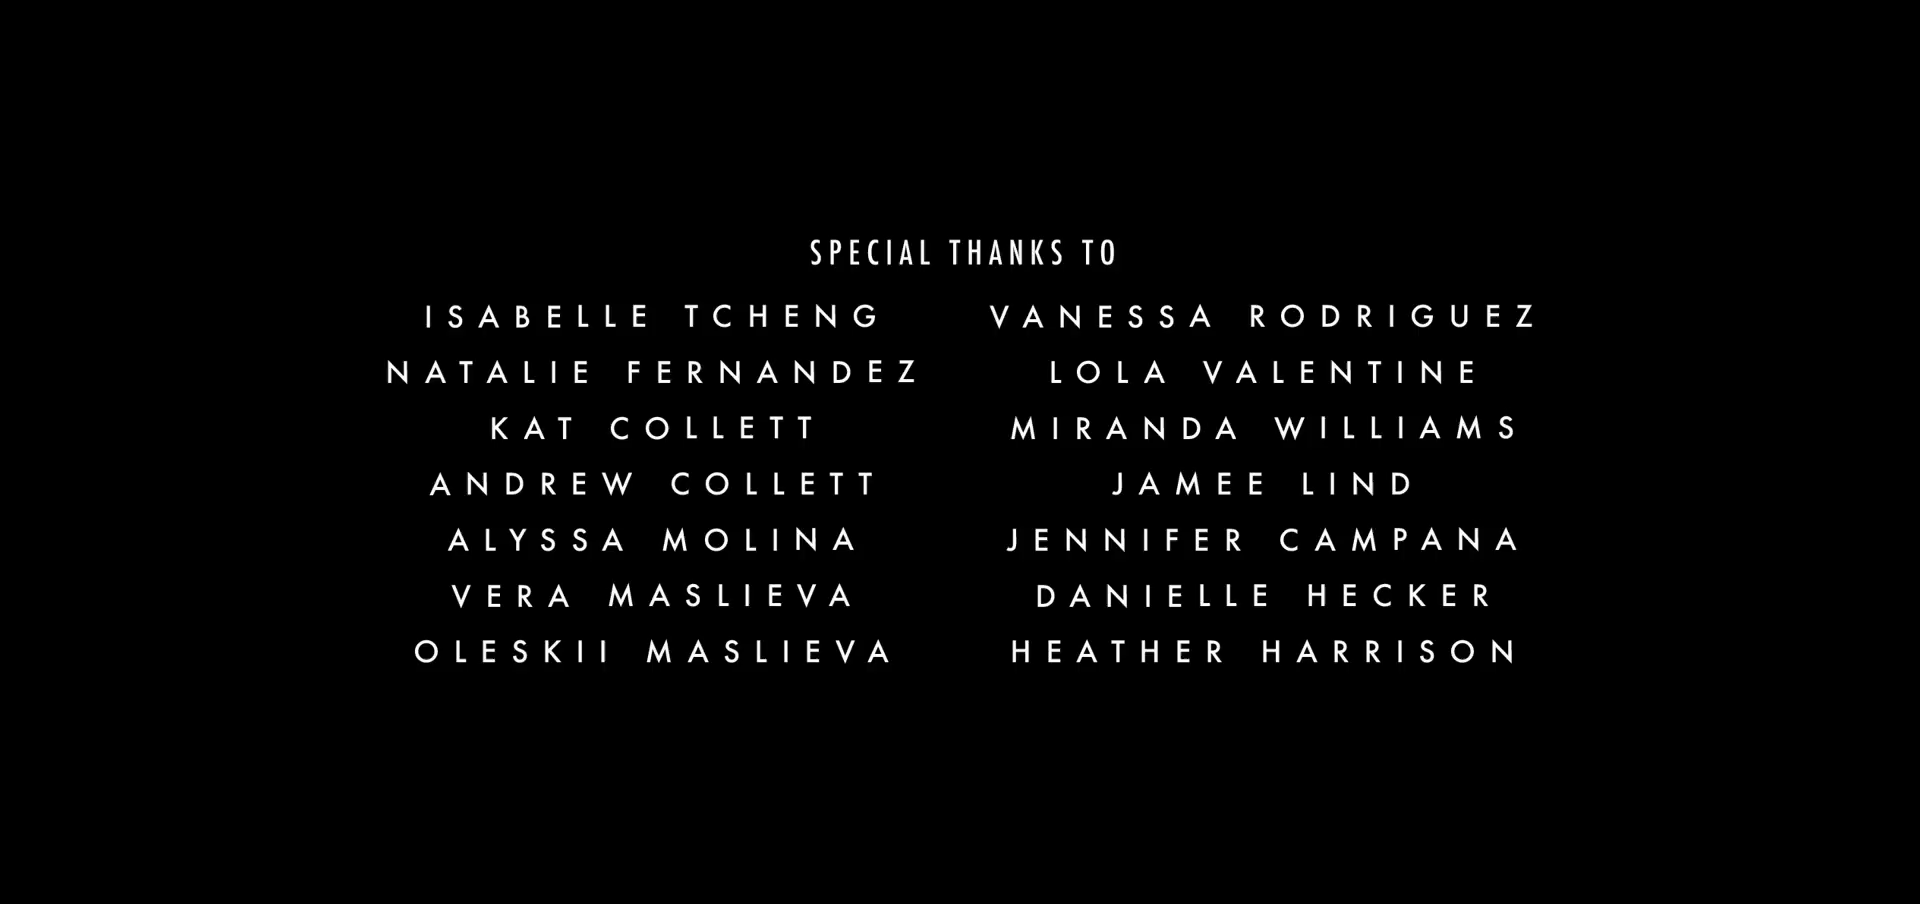 SPECIAL THANKS TO
ISABELLE TCHENG
NATALIE FERNANDEZ
KAT COLLETT
ANDREW COLLETT
ALYSSA MOLINA
VERA MASLIEVA
OLESKII MASLIEVA
VANESSA RODRIGUEZ
LOLA VALENTINE
MIRANDA WILLIAMS
JAMEE LIND
JENNIFER CAMPANA
DANIELLE HECKER
HEATHER HARRISON